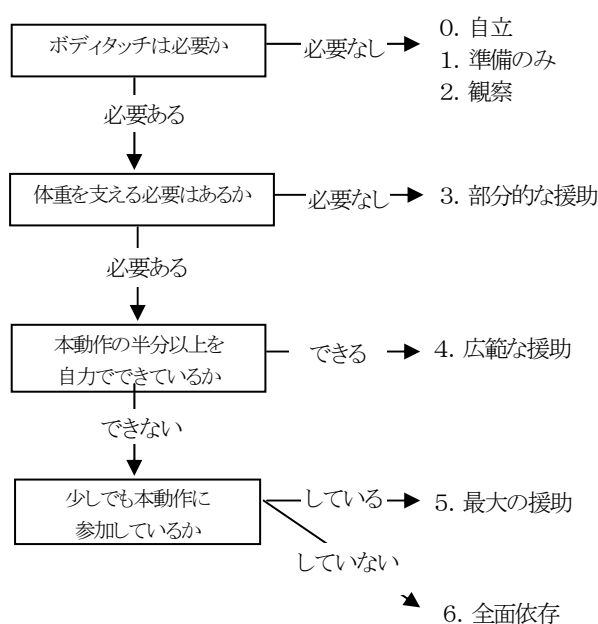 ボディタッチは必要か
必要なし
0. 自立
1. 準備のみ
2. 観察
必要ある
体重を支える必要はあるか
必要なし
3. 部分的な援助
必要ある
本動作の半分以上を
自力でできているか
できる
4. 広範な援助
できない
少しでも本動作に
参加しているか
している
5. 最大の援助
していない
6. 全面依存